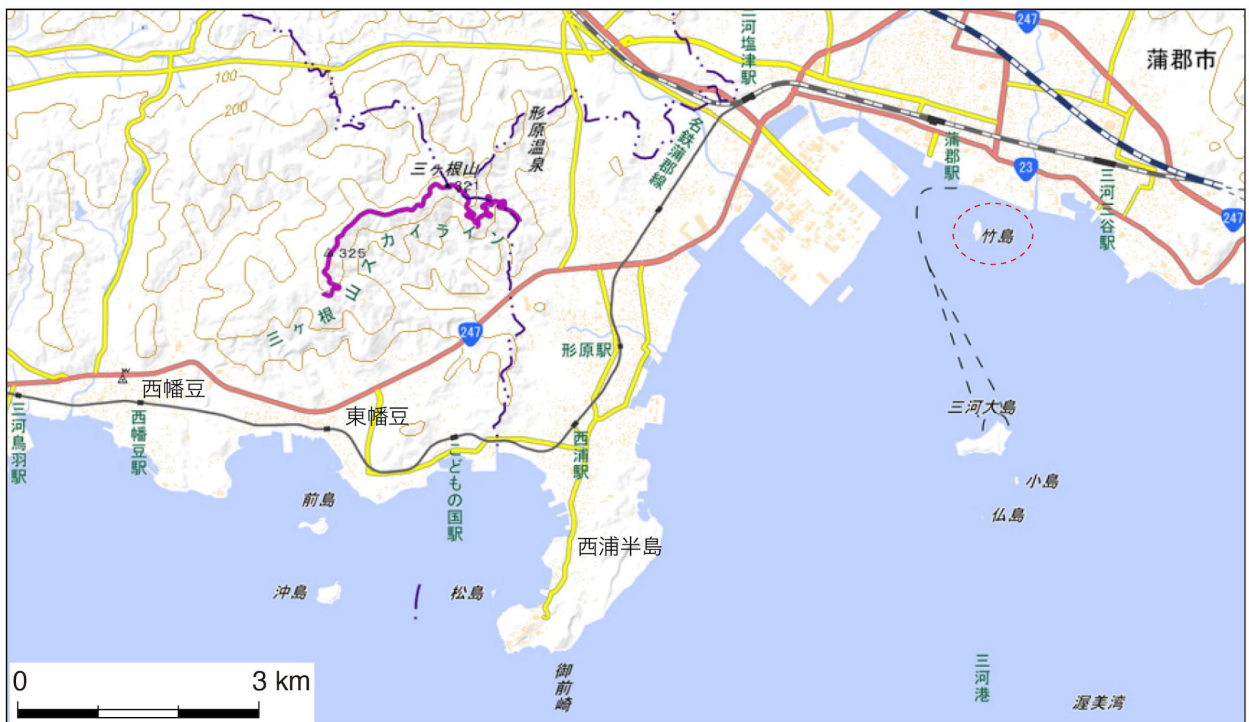 247
蒲郡市
三河塩津駅
100
200
形原温泉
名鉄蒲郡線
蒲郡駅
23
三河三谷駅
247
三ヶ根山
321
竹島
325
三ヶ根山スカイライン
247
形原駅
西幡豆
東幡豆
三河大島
三河鳥羽駅
西幡豆駅
こどもの国駅
西浦駅
小島
前島
仏島
西浦半島
沖島
松島
御前崎
三河港
渥美湾
0
3 km